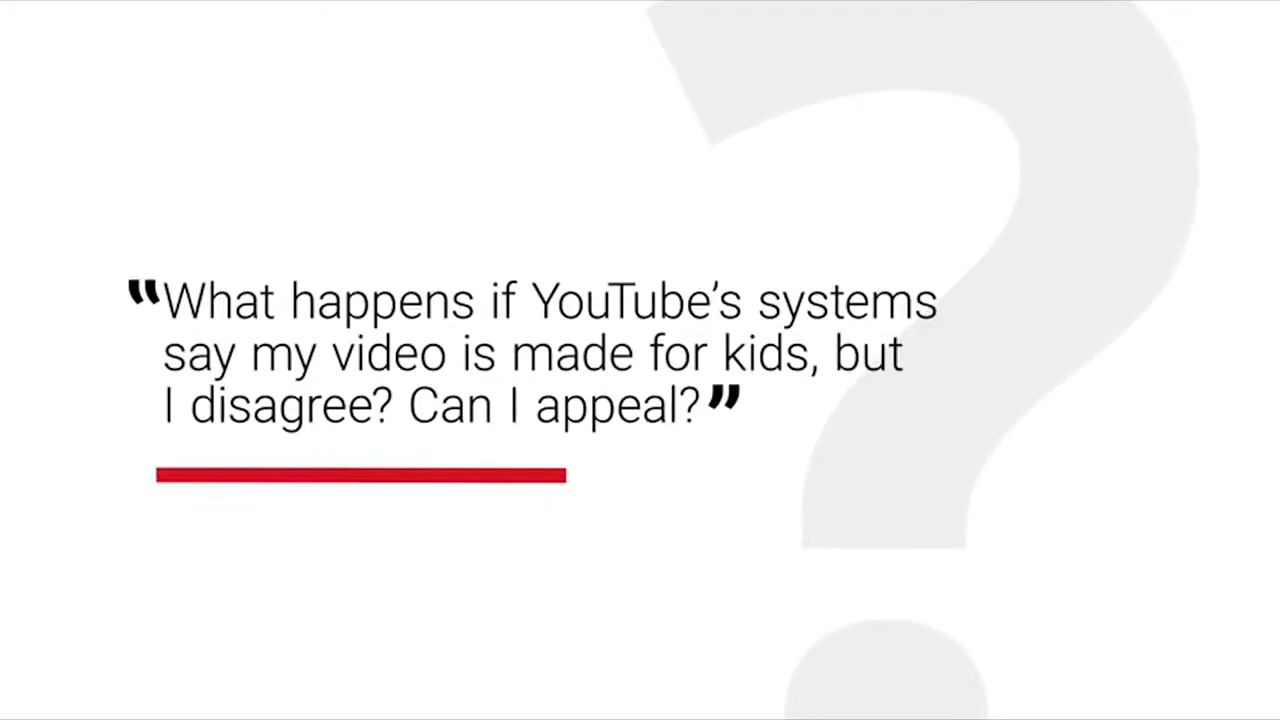 "What happens if YouTube’s systems
say my video is made for kids, but
I disagree? Can I appeal?"